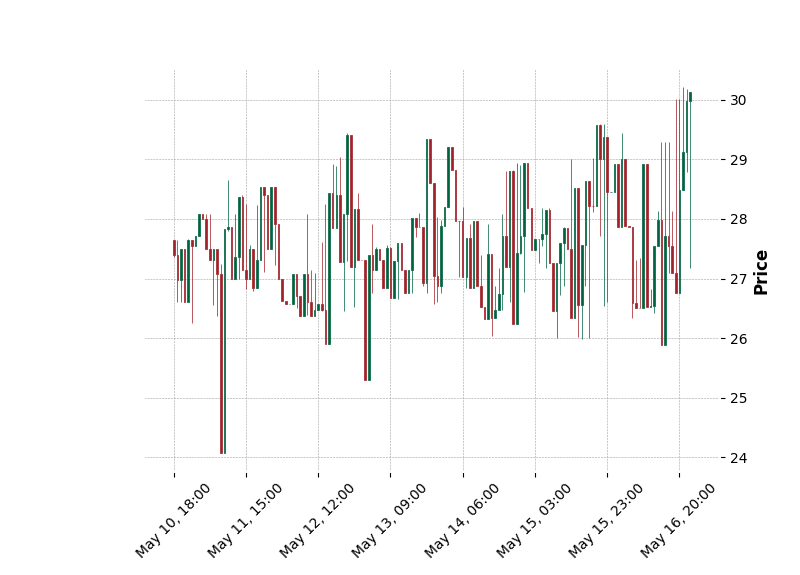 30
29
28
27
26
25
24
Price
May 10, 18:00
May 11, 15:00
May 12, 12:00
May 13, 09:00
May 14, 06:00
May 15, 03:00
May 15, 23:00
May 16, 20:00